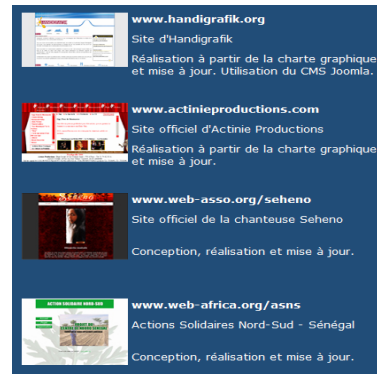 www.handigrafik.org
Site d'Handigrafik
Réalisation à partir de la charte graphique
et mise à jour. Utilisation du CMS Joomla.
www.actinieproductions.com
Site officiel d'Actinie Productions
Réalisation à partir de la charte graphique
et mise à jour.
SEHENO
www.web-asso.org/seheno
Site officiel de la chanteuse Seheno
Conception, réalisation et mise à jour.
ACTION SOLIDAIRE NORD-SUD
www.web-africa.org/asns
Actions Solidaires Nord-Sud - Sénégal
Conception, réalisation et mise à jour.